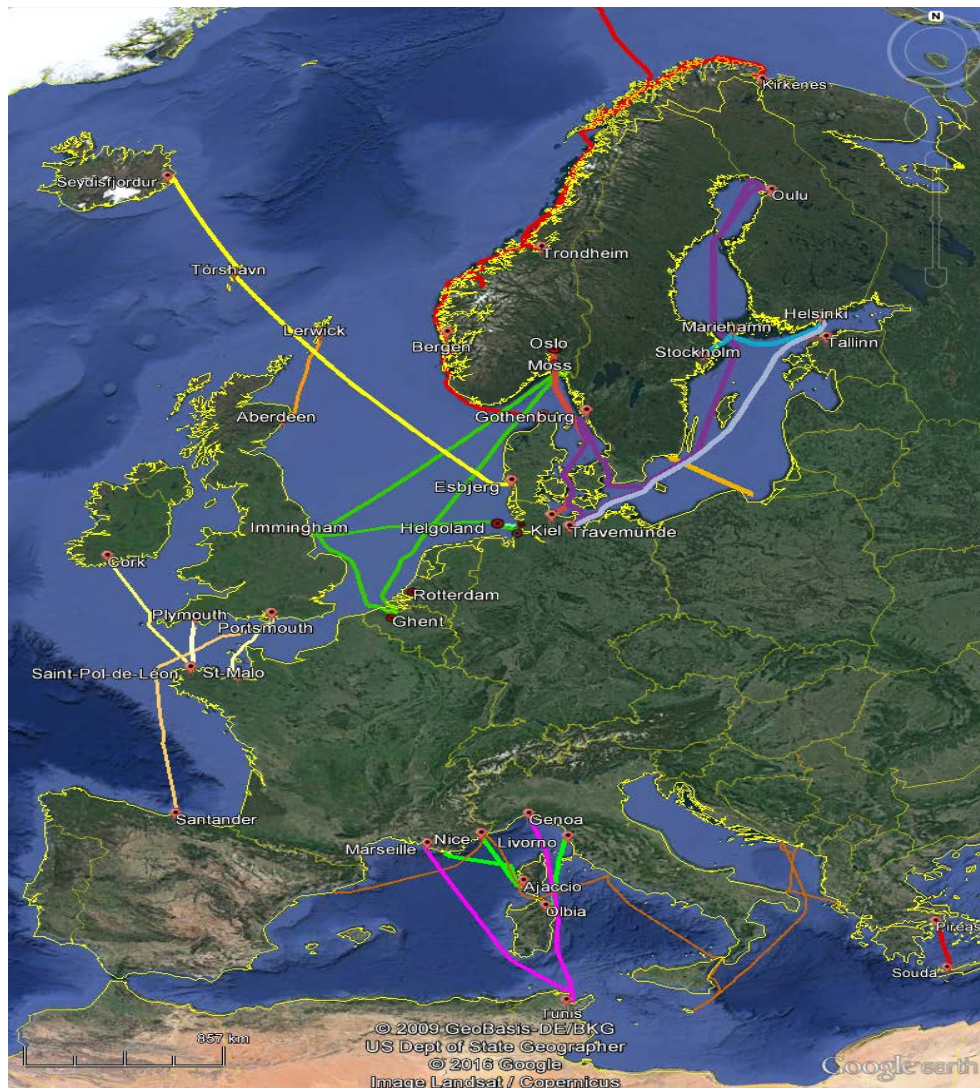 N
Kirkenes
Seydisfjordur
Oulu
Trondheim
Tórshavn
Lerwick
Bergen
Oslo
Mariehamn
Helsinki
Stockholm
Tallinn
Moss
Aberdeen
Gothenburg
Esbjerg
Immingham
Helgoland
Kiel
Travemünde
Cork
Rotterdam
Plymouth
Portsmouth
Ghent
Saint-Pol-de-Léon
St-Malo
Santander
Genoa
Marseille
Nice
Livorno
Ajaccio
Olbia
Pireas
Souda
Tunis
857 km
© 2009 GeoBasis-DE/BKG
US Dept of State Geographer
© 2016 Google
Image Landsat / Copernicus
Google earth